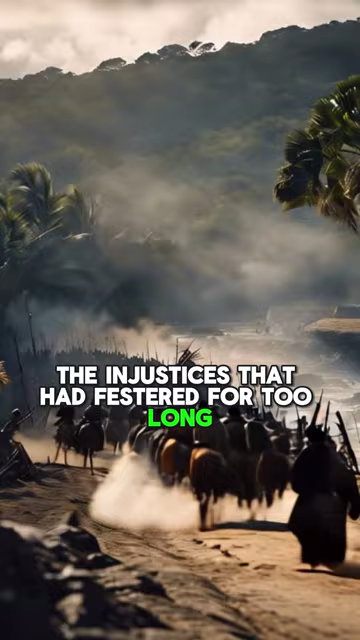 THE INJUSTICES THAT
HAD FESTERED FOR TOO
LONG